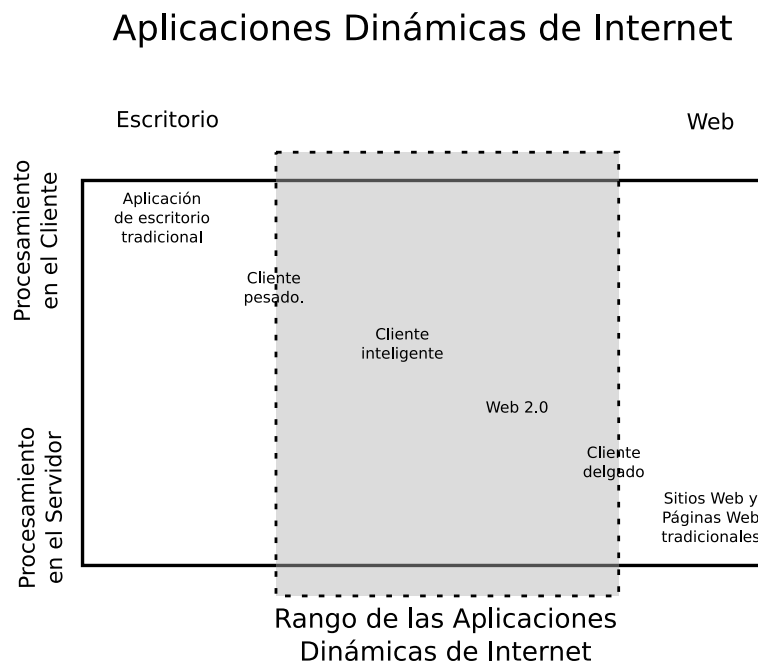 Aplicaciones Dinámicas de Internet
Escritorio
Web
Procesamiento
en el Cliente
Aplicación
de escritorio
tradicional
Cliente
pesado.
Cliente
inteligente
Web 2.0
Cliente
delgado
Procesamiento
en el Servidor
Sitios Web y
Páginas Web
tradicionales
Rango de las Aplicaciones
Dinámicas de Internet